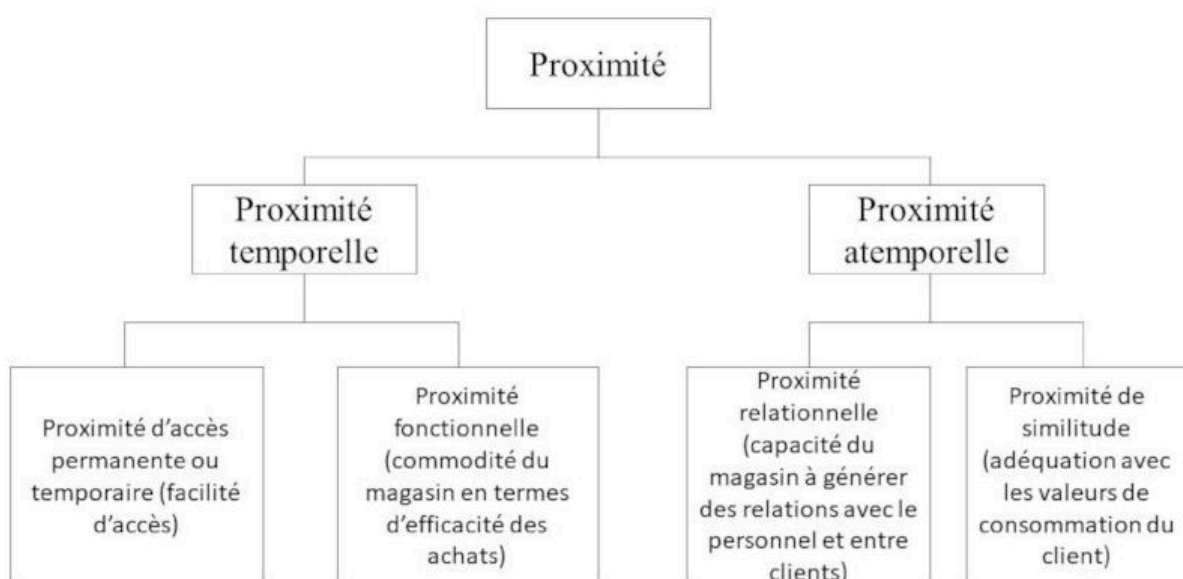 Proximité
Proximité
temporelle
Proximité
atemporelle
Proximité d’accès
permanente ou
temporaire (facilité
d’accès)
Proximité
fonctionnelle
(commodité du
magasin en termes
d’efficacité des
achats)
Proximité
relationnelle
(capacité du
magasin à générer
des relations avec le
personnel et entre
clients)
Proximité de
similitude
(adéquation avec
les valeurs de
consommation du
client)